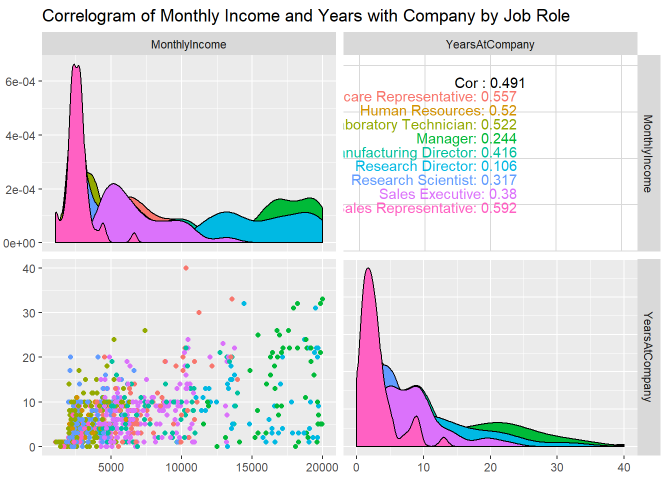 Correlogram of Monthly Income and Years with Company by Job Role
MonthlyIncome
YearsAtCompany
6e-04
4e-04
2e-04
0e+00
Cor : 0.491
care Representative: 0.557
Human Resources: 0.52
boratory Technician: 0.522
Manager: 0.244
nufacturing Director: 0.416
Research Director: 0.106
Research Scientist: 0.317
Sales Executive: 0.38
ales Representative: 0.592
MonthlyIncome
40
30
20
10
0
YearsAtCompany
5000 10000 15000 20000
0 10 20 30 40